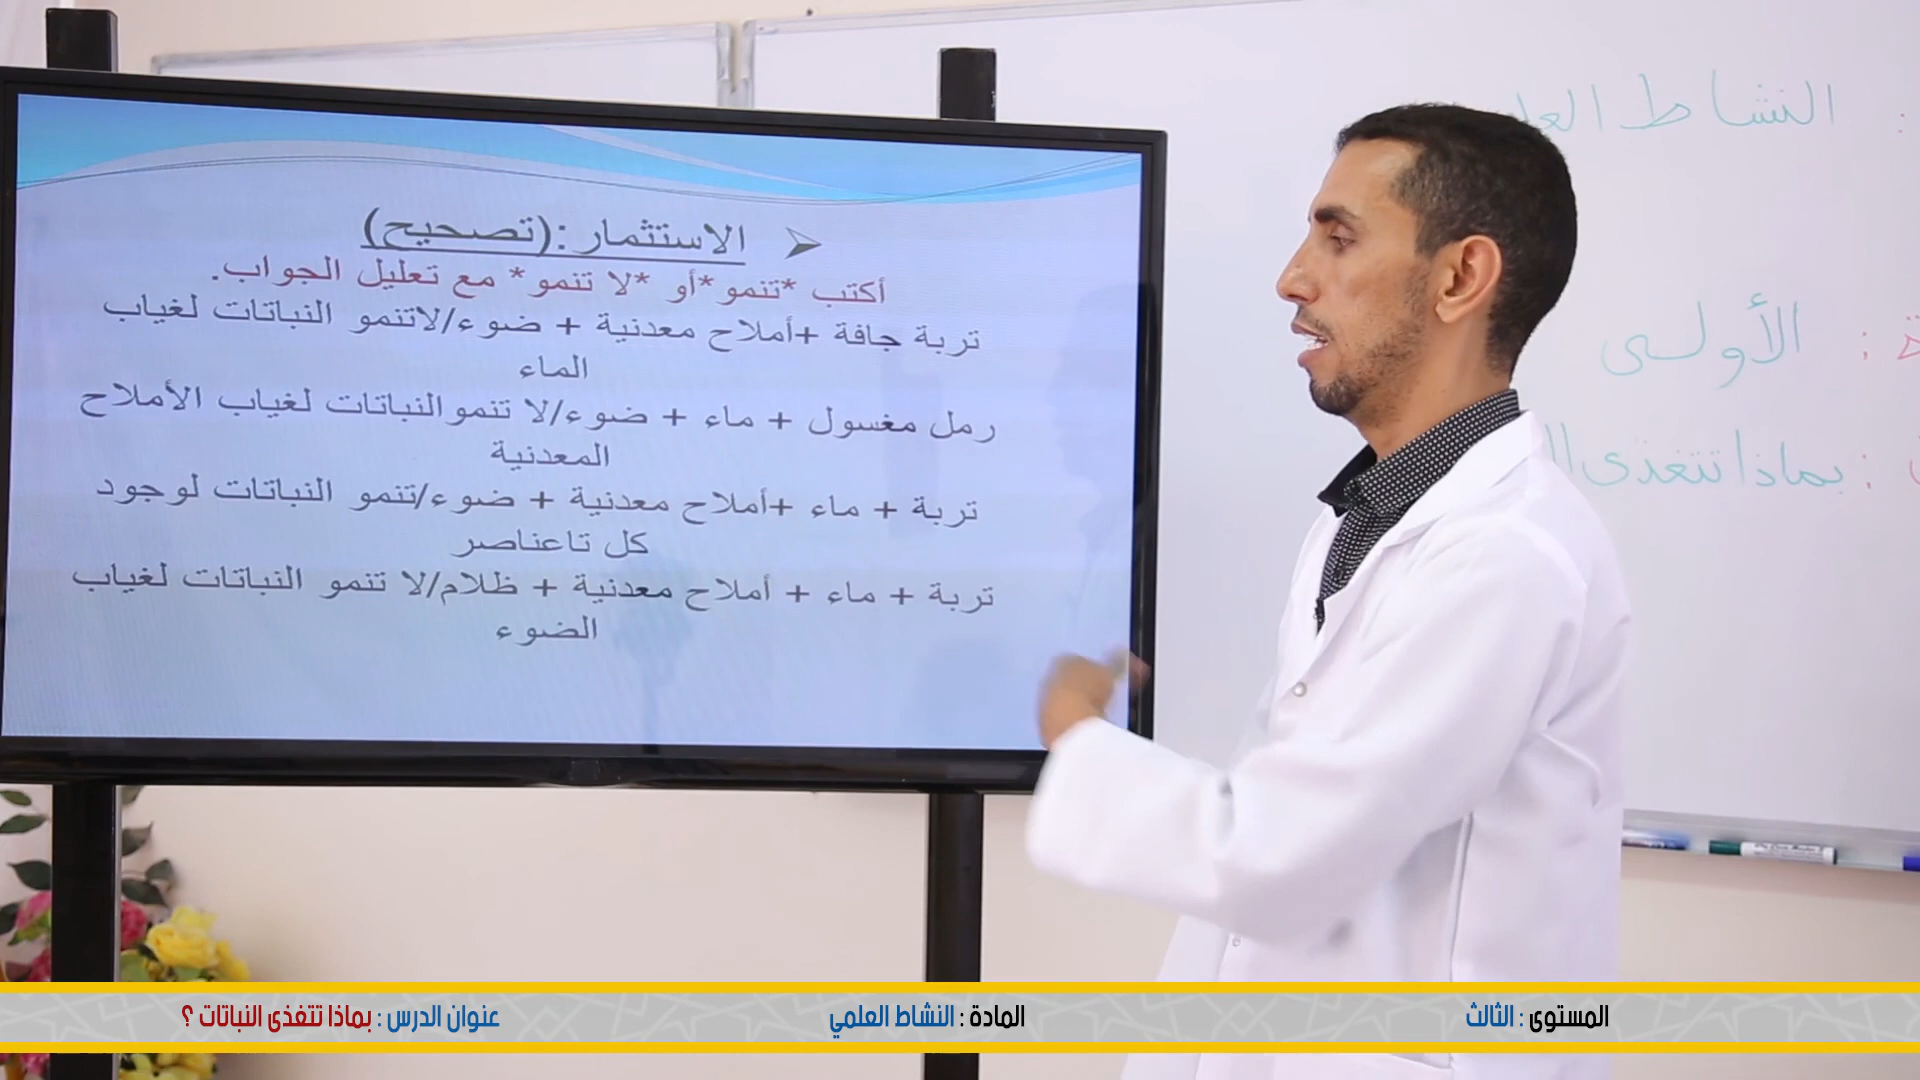 الاستثمار :(تصحيح)
أكتب *تنمو*أو *لا تنمو* مع تعليل الجواب.
تربة جافة +أملاح معدنية + ضوء/لاتنمو النباتات لغياب
الماء
رمل مغسول + ماء + ضوء/لا تنموالنباتات لغياب الأملاح
المعدنية
تربة + ماء +أملاح معدنية + ضوء/تنمو النباتات لوجود
كل تاعناصر
تربة + ماء + أملاح معدنية + ظلام/لا تنمو النباتات لغياب
الضوء
: النشاط
: الأولى
: بماذا تتغذى
المستوى : الثالث
المادة : النشاط العلمي
عنوان الدرس : بماذا تتغذى النباتات ؟